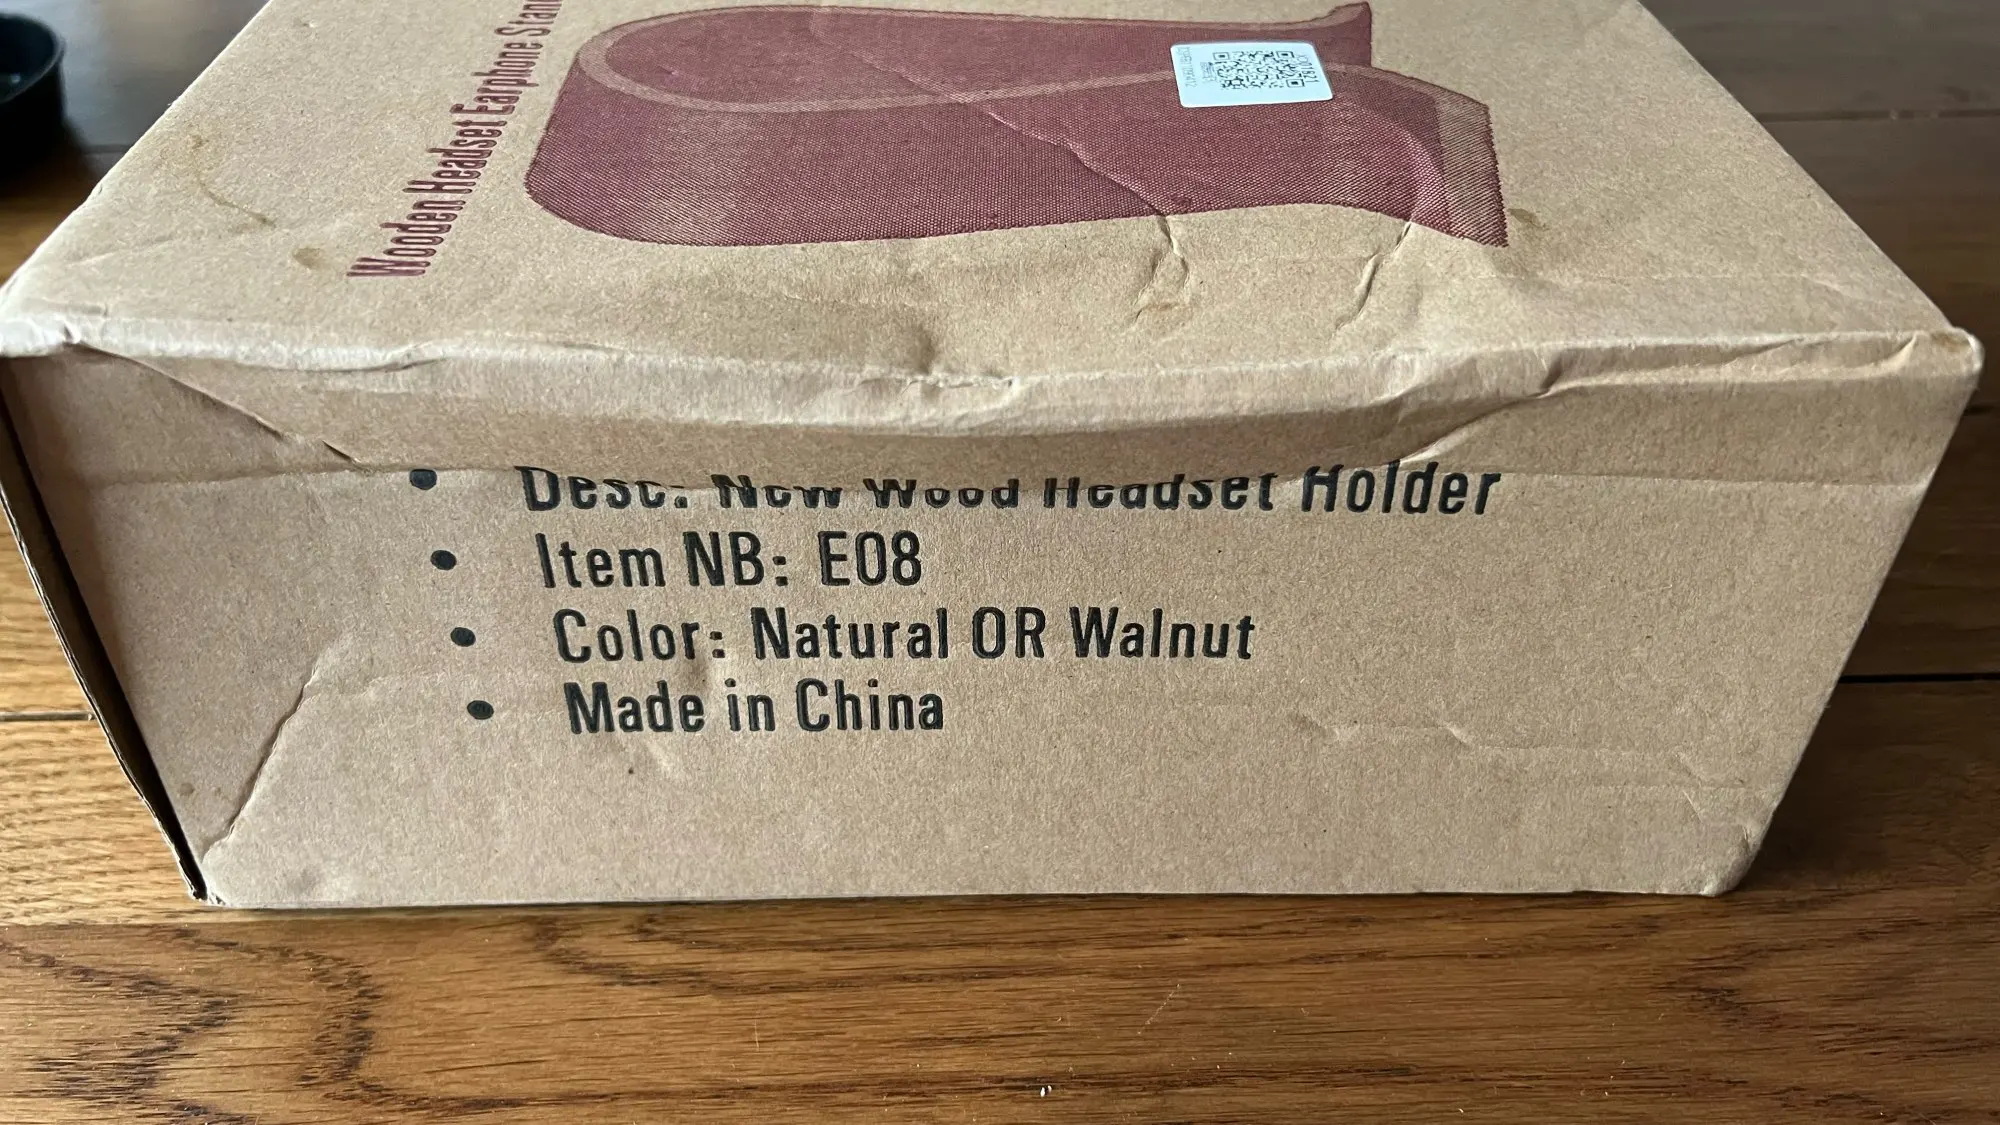 Wooden Headset Earphone Stand
• Desc: New Wood Headset Holder
• Item NB: E08
• Color: Natural OR Walnut
• Made in China